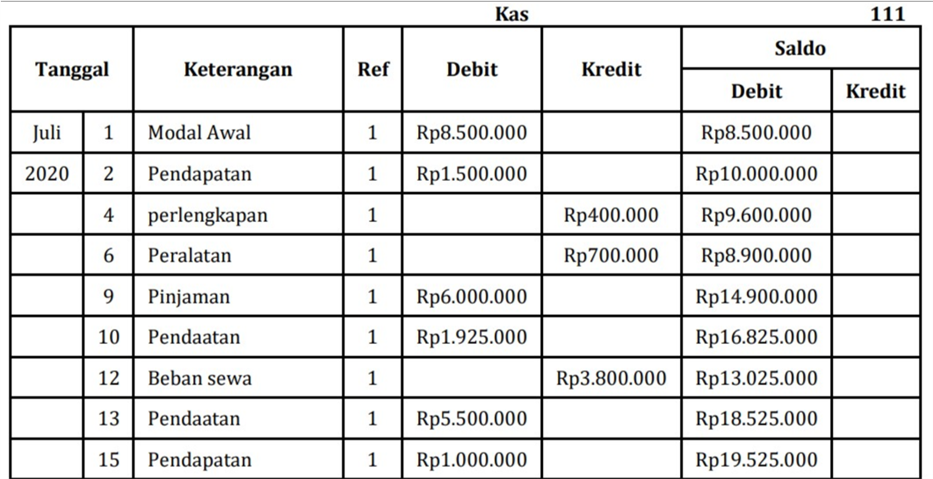 Kas 111
Tanggal Keterangan Ref Debit Kredit Saldo
Debit Kredit
Juli 1 Modal Awal 1 Rp8.500.000 Rp8.500.000
2020 2 Pendapatan 1 Rp1.500.000 Rp10.000.000
4 perlengkapan 1 Rp400.000 Rp9.600.000
6 Peralatan 1 Rp700.000 Rp8.900.000
9 Pinjaman 1 Rp6.000.000 Rp14.900.000
10 Pendaatan 1 Rp1.925.000 Rp16.825.000
12 Beban sewa 1 Rp3.800.000 Rp13.025.000
13 Pendaatan 1 Rp5.500.000 Rp18.525.000
15 Pendapatan 1 Rp1.000.000 Rp19.525.000